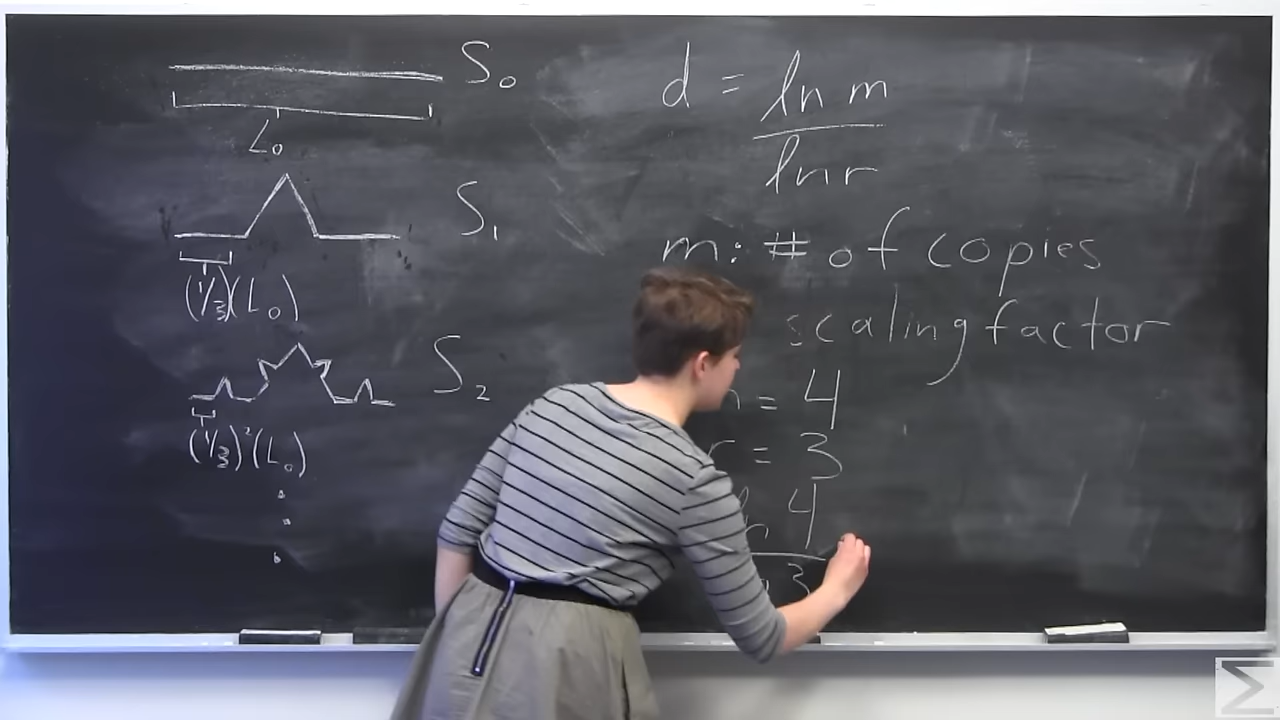 S₀
L₀
S₁
(1/3)(L₀)
S₂
(1/3)²(L₀)
d = ln m
ln r
m: # of copies
scaling factor
= 4
r = 3
4
3
Σ